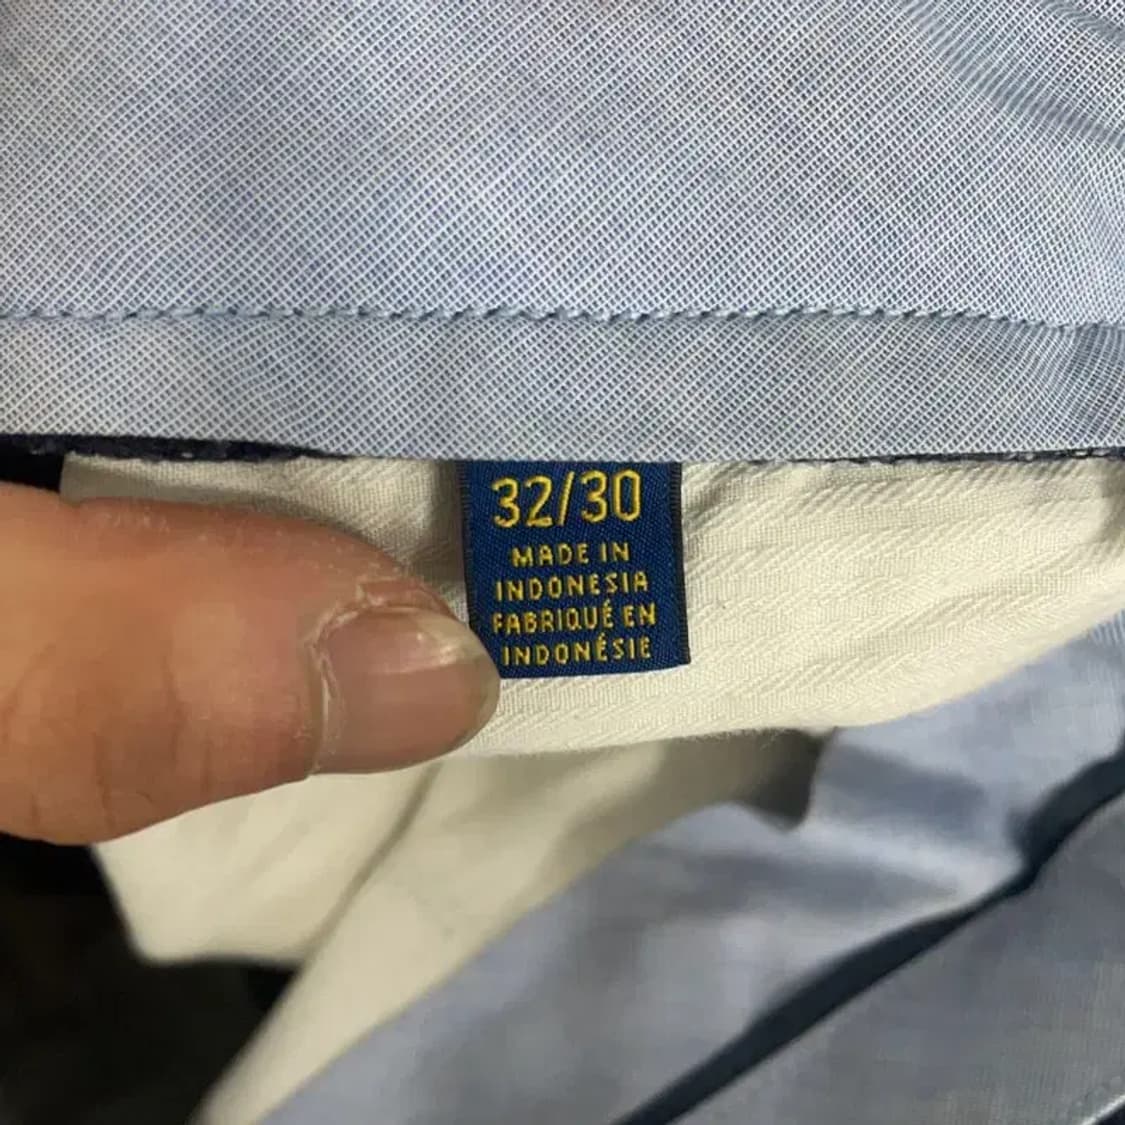 32/30
MADE IN
INDONESIA
FABRIQUÉ EN
INDONÉSIE